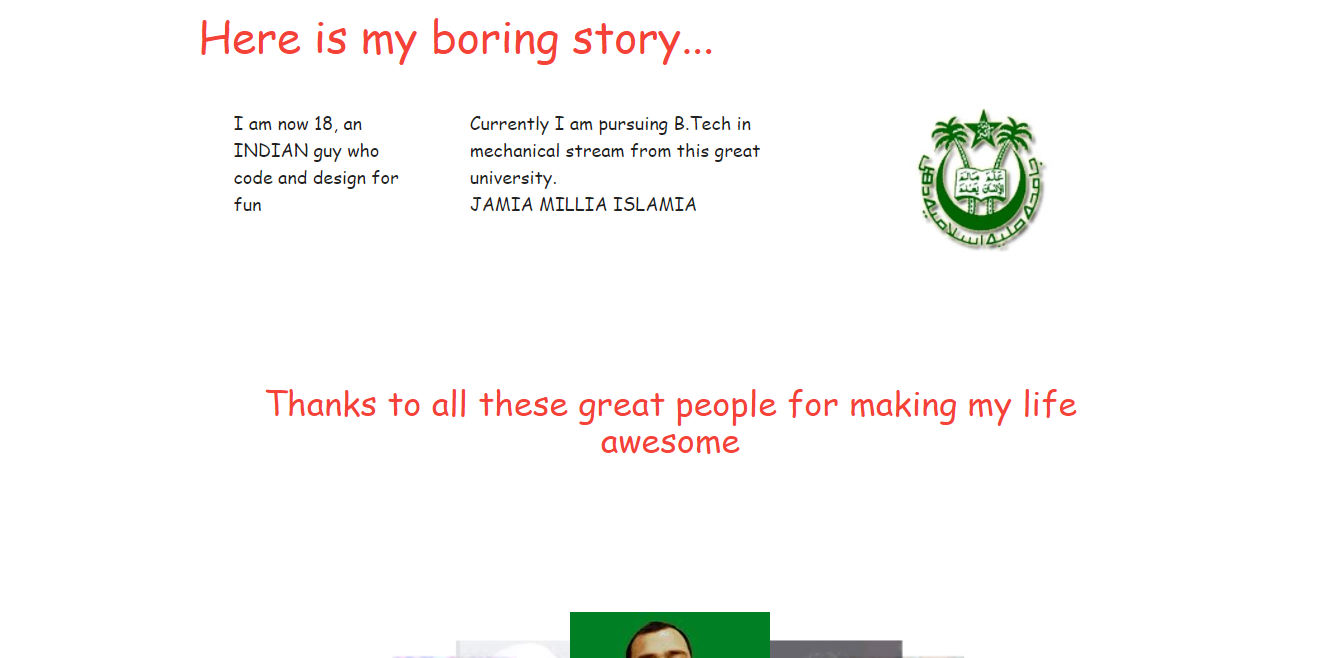 Here is my boring story...
I am now 18, an
INDIAN guy who
code and design for
fun
Currently I am pursuing B.Tech in
mechanical stream from this great
university.
JAMIA MILLIA ISLAMIA
Thanks to all these great people for making my life
awesome